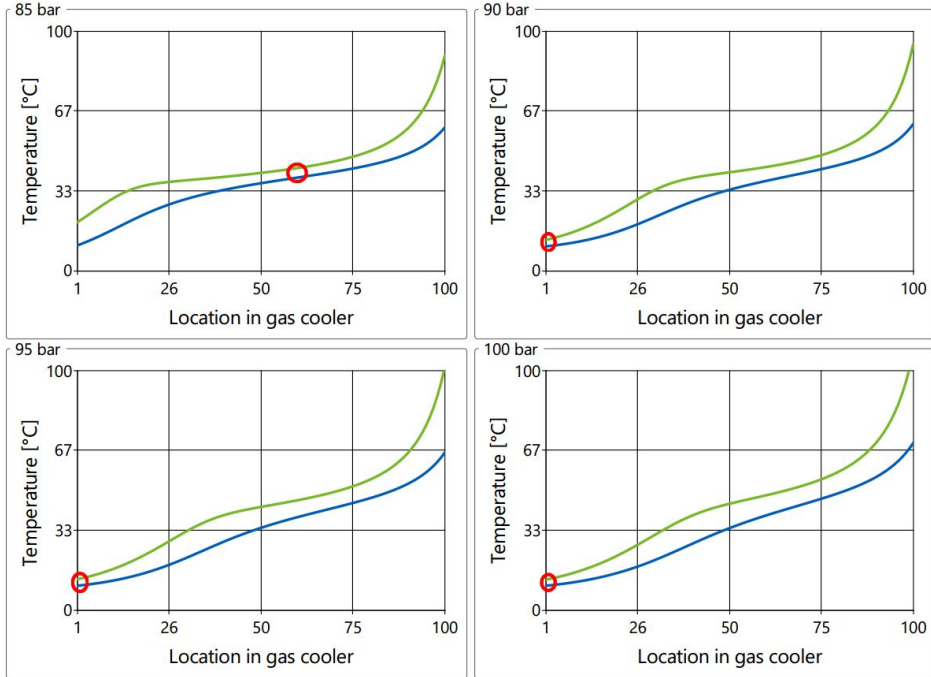 85 bar
100
67
33
0
Temperature [°C]
1 26 50 75 100
Location in gas cooler
90 bar
100
67
33
0
Temperature [°C]
1 26 50 75 100
Location in gas cooler
95 bar
100
67
33
0
Temperature [°C]
1 26 50 75 100
Location in gas cooler
100 bar
100
67
33
0
Temperature [°C]
1 26 50 75 100
Location in gas cooler